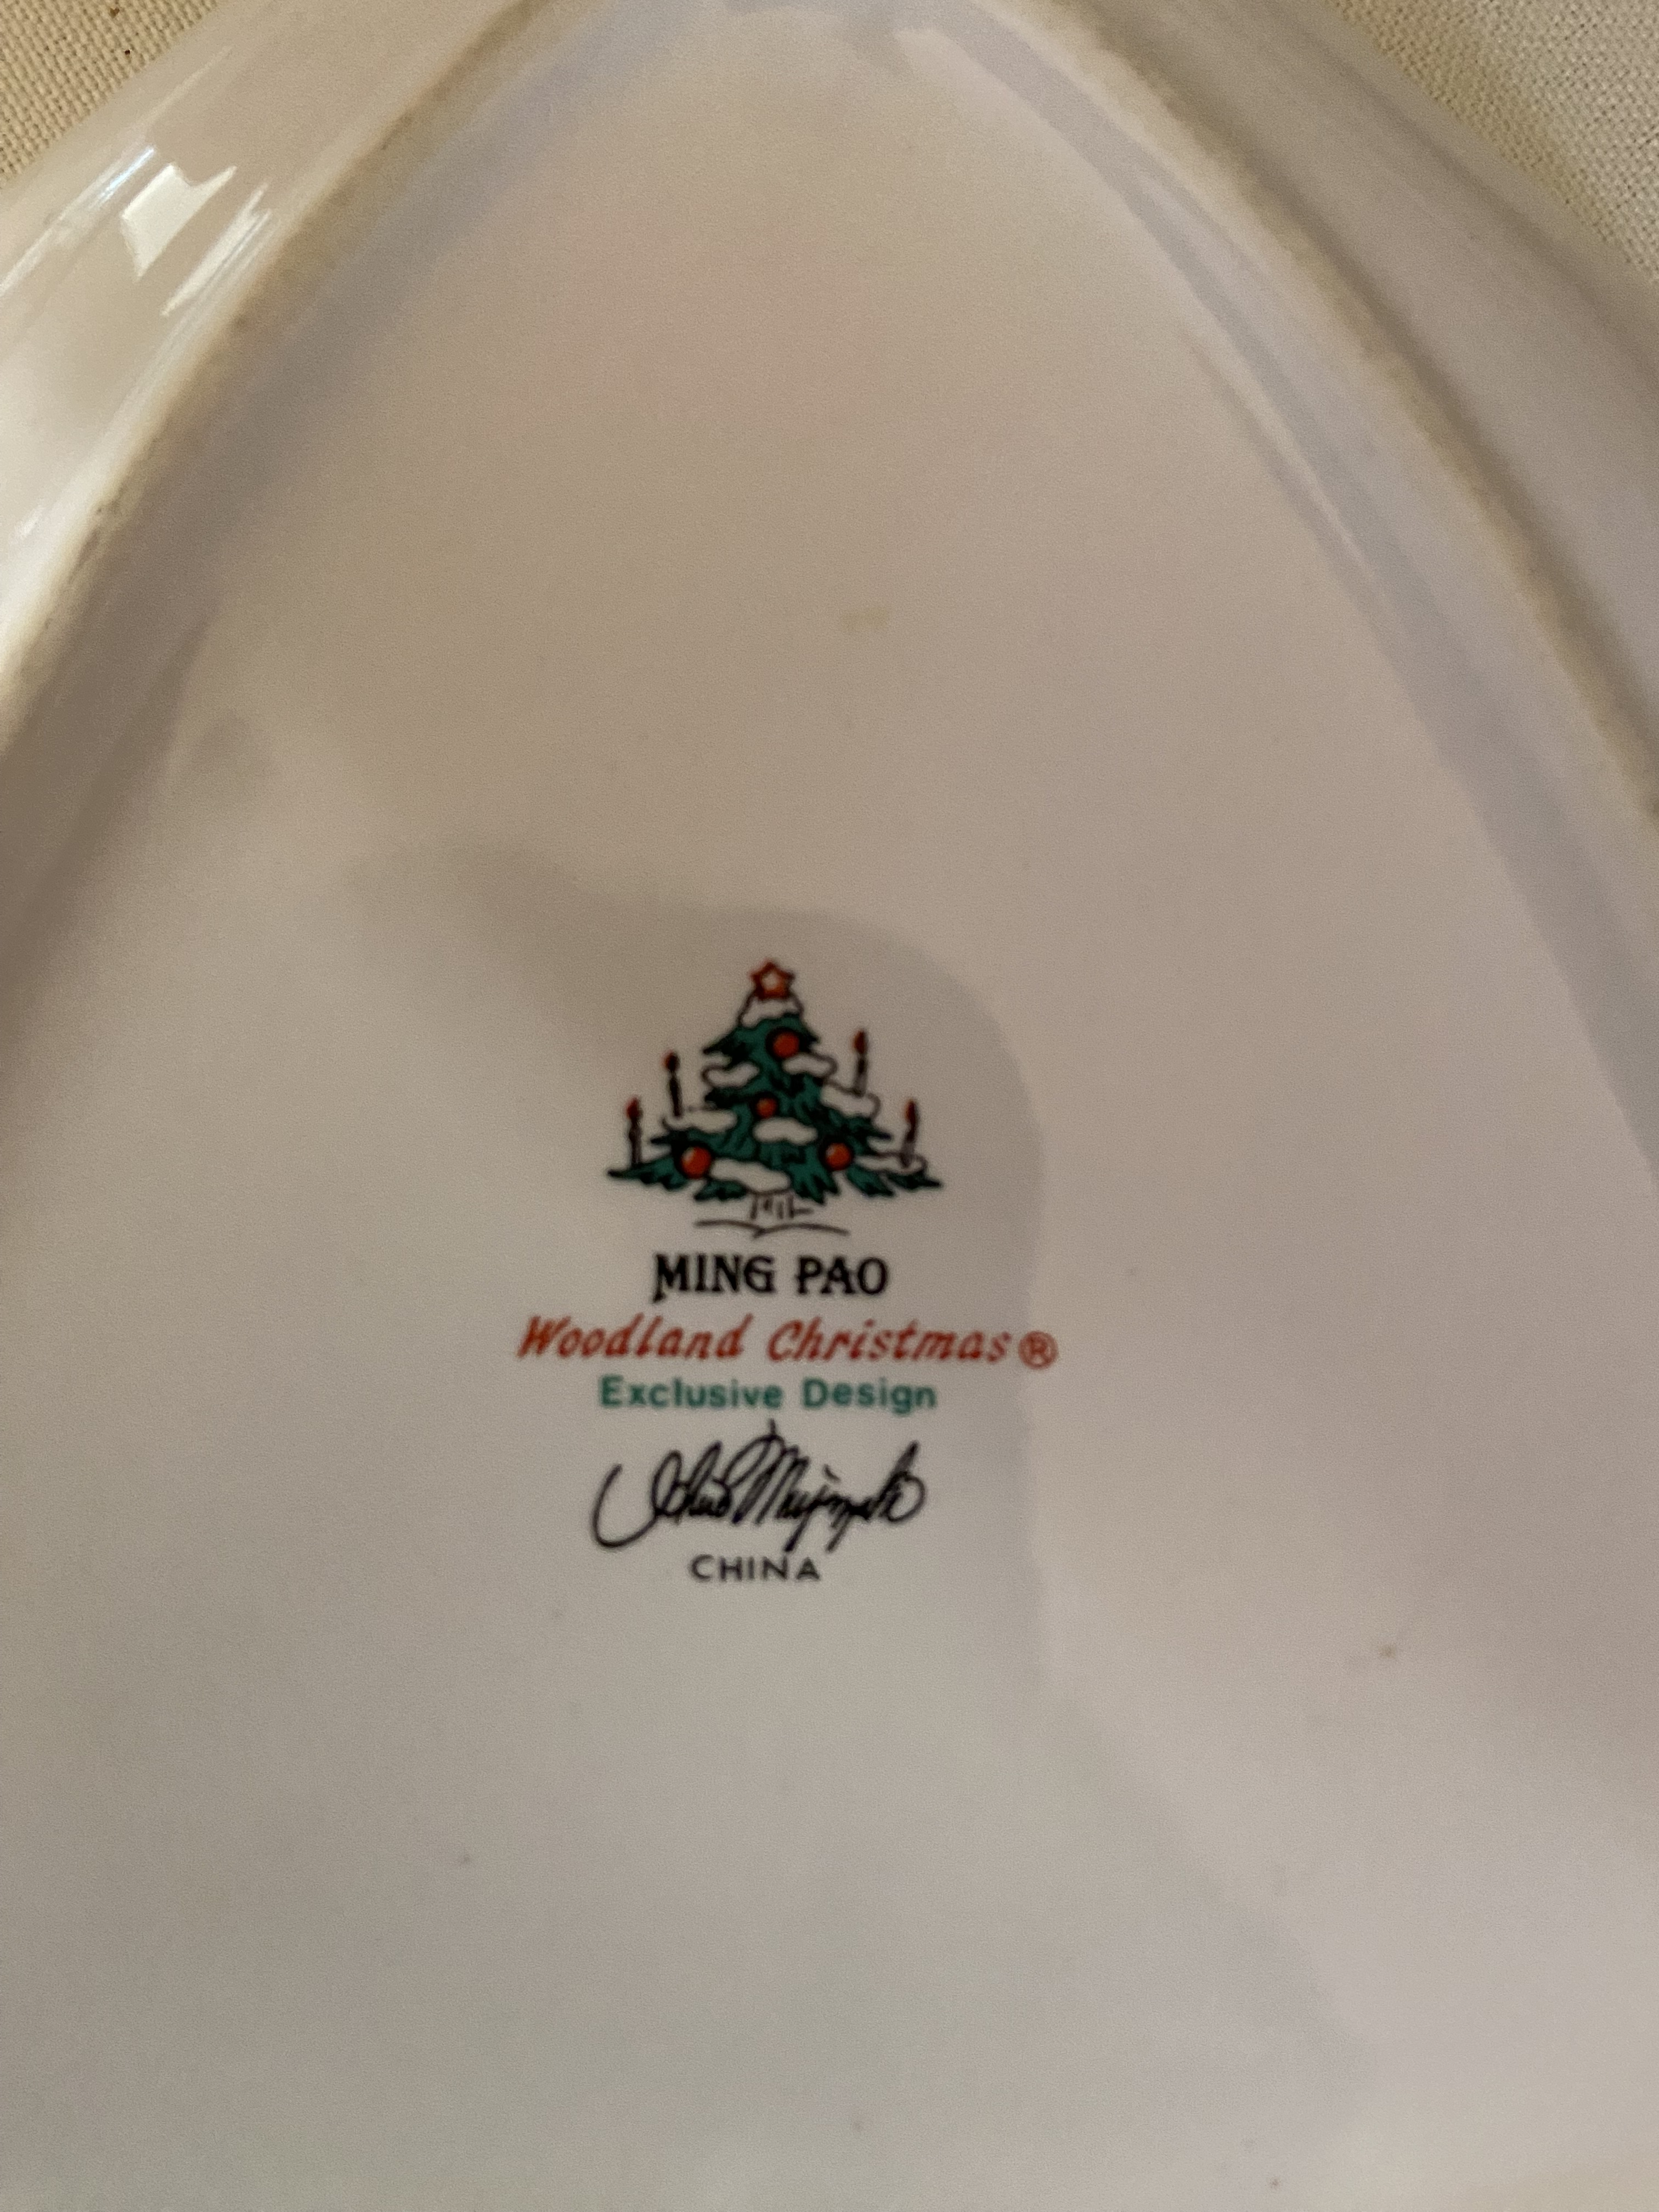 MING PAO
Woodland Christmas®
Exclusive Design
CHINA